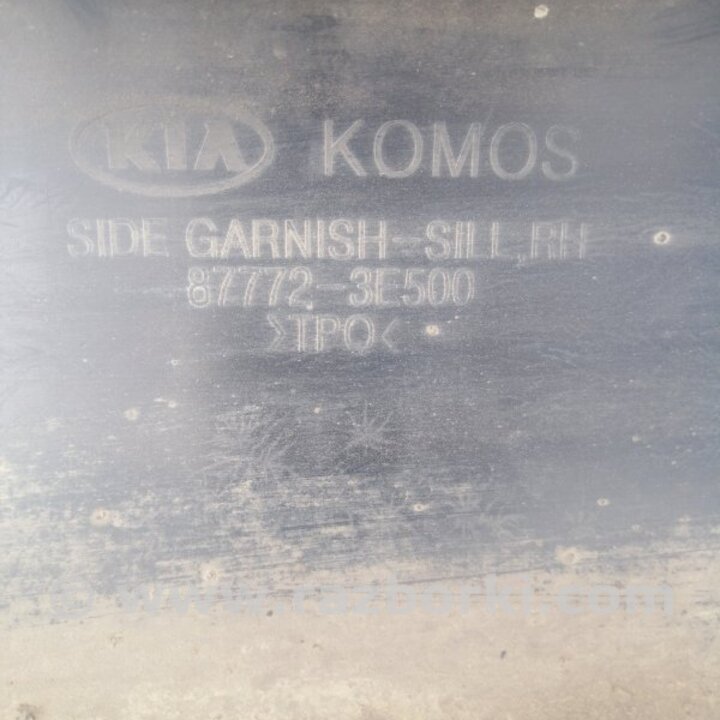 KIA KOMOS
SIDE GARNISH-SILL,RH
87772-3E500
>TPO<
© www.razborki.com